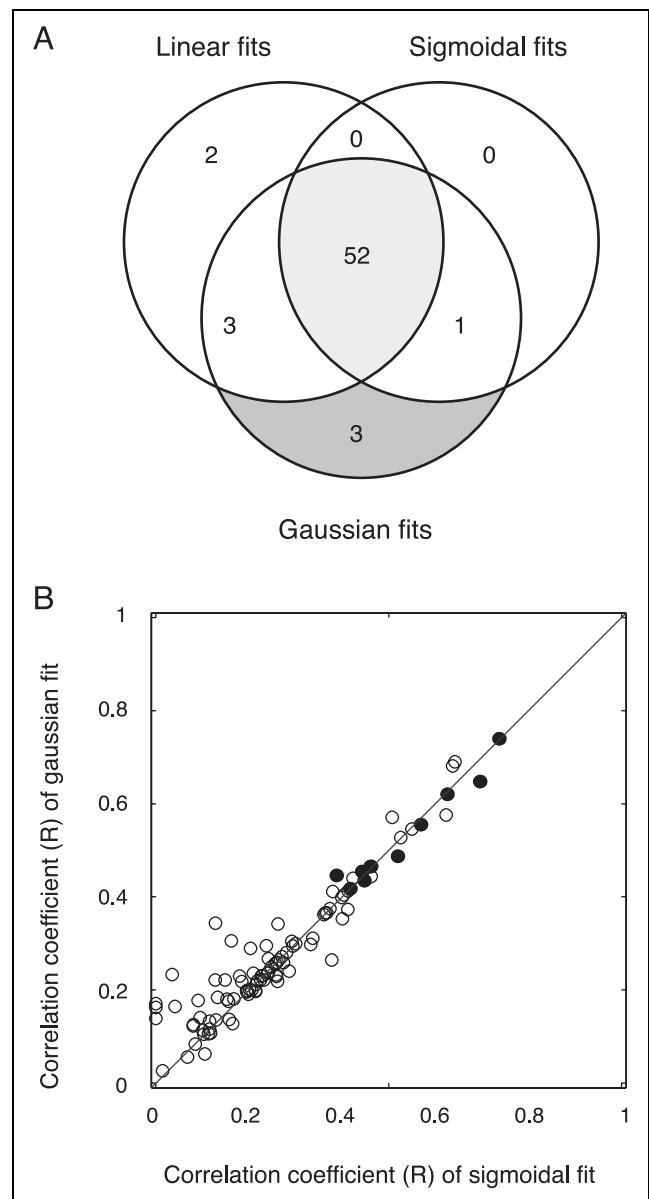 A
Linear fits
Sigmoidal fits
2
0
0
52
3
1
3
Gaussian fits
B
Correlation coefficient (R) of gaussian fit
1
0.8
0.6
0.4
0.2
0
0
0.2
0.4
0.6
0.8
1
Correlation coefficient (R) of sigmoidal fit